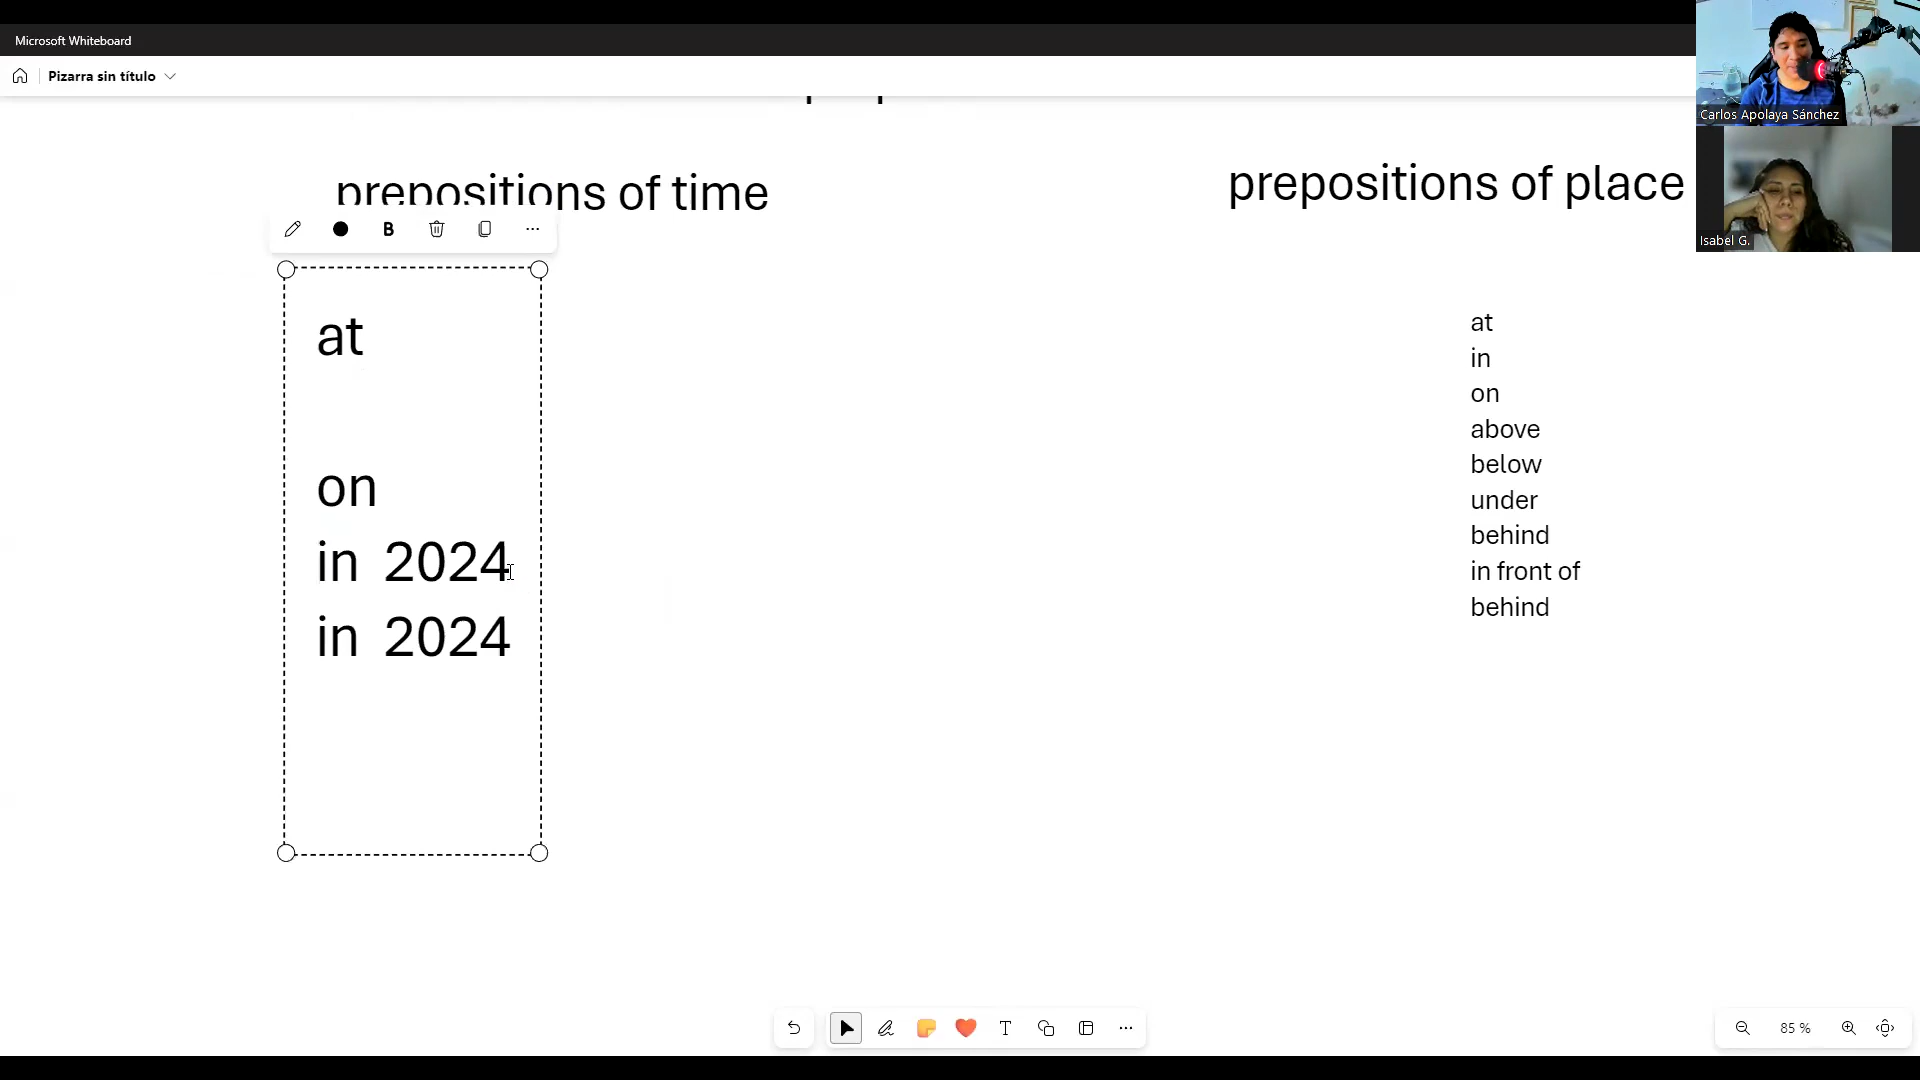 Microsoft Whiteboard
Pizarra sin título
Carlos Apolaya Sánchez
Isabel G.
prepositions of time
prepositions of place
B
at
on
in 2024
in 2024
at
in
on
above
below
under
behind
in front of
behind
85 %